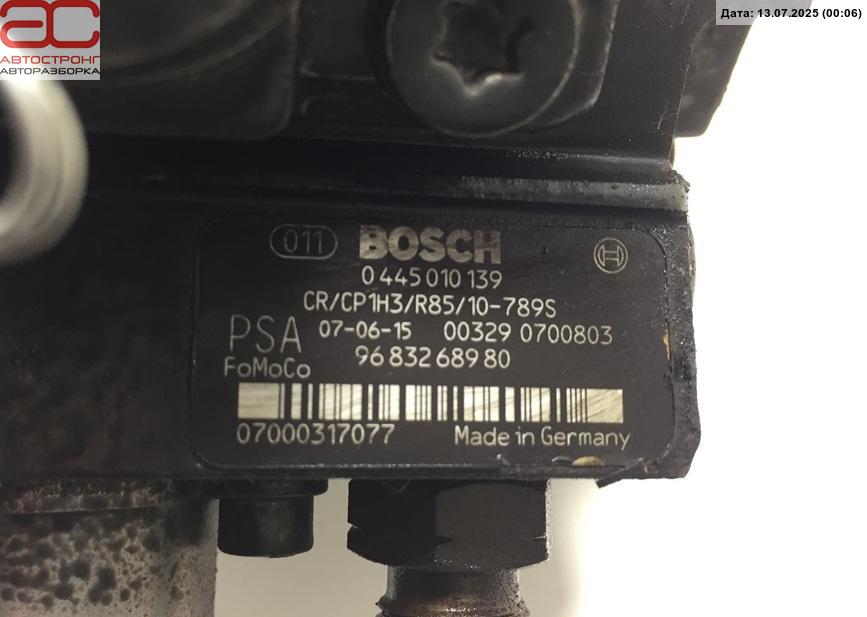 Дата: 13.07.2025 (00:06)
АС
АВТОСТРОНГ
АВТОРАЗБОРКА
011 BOSCH
0 445 010 139
CR/CP1H3/R85/10-789S
PSA 07-06-15 00329 0700803
FoMoCo 96 832 689 80
07000317077 Made in Germany